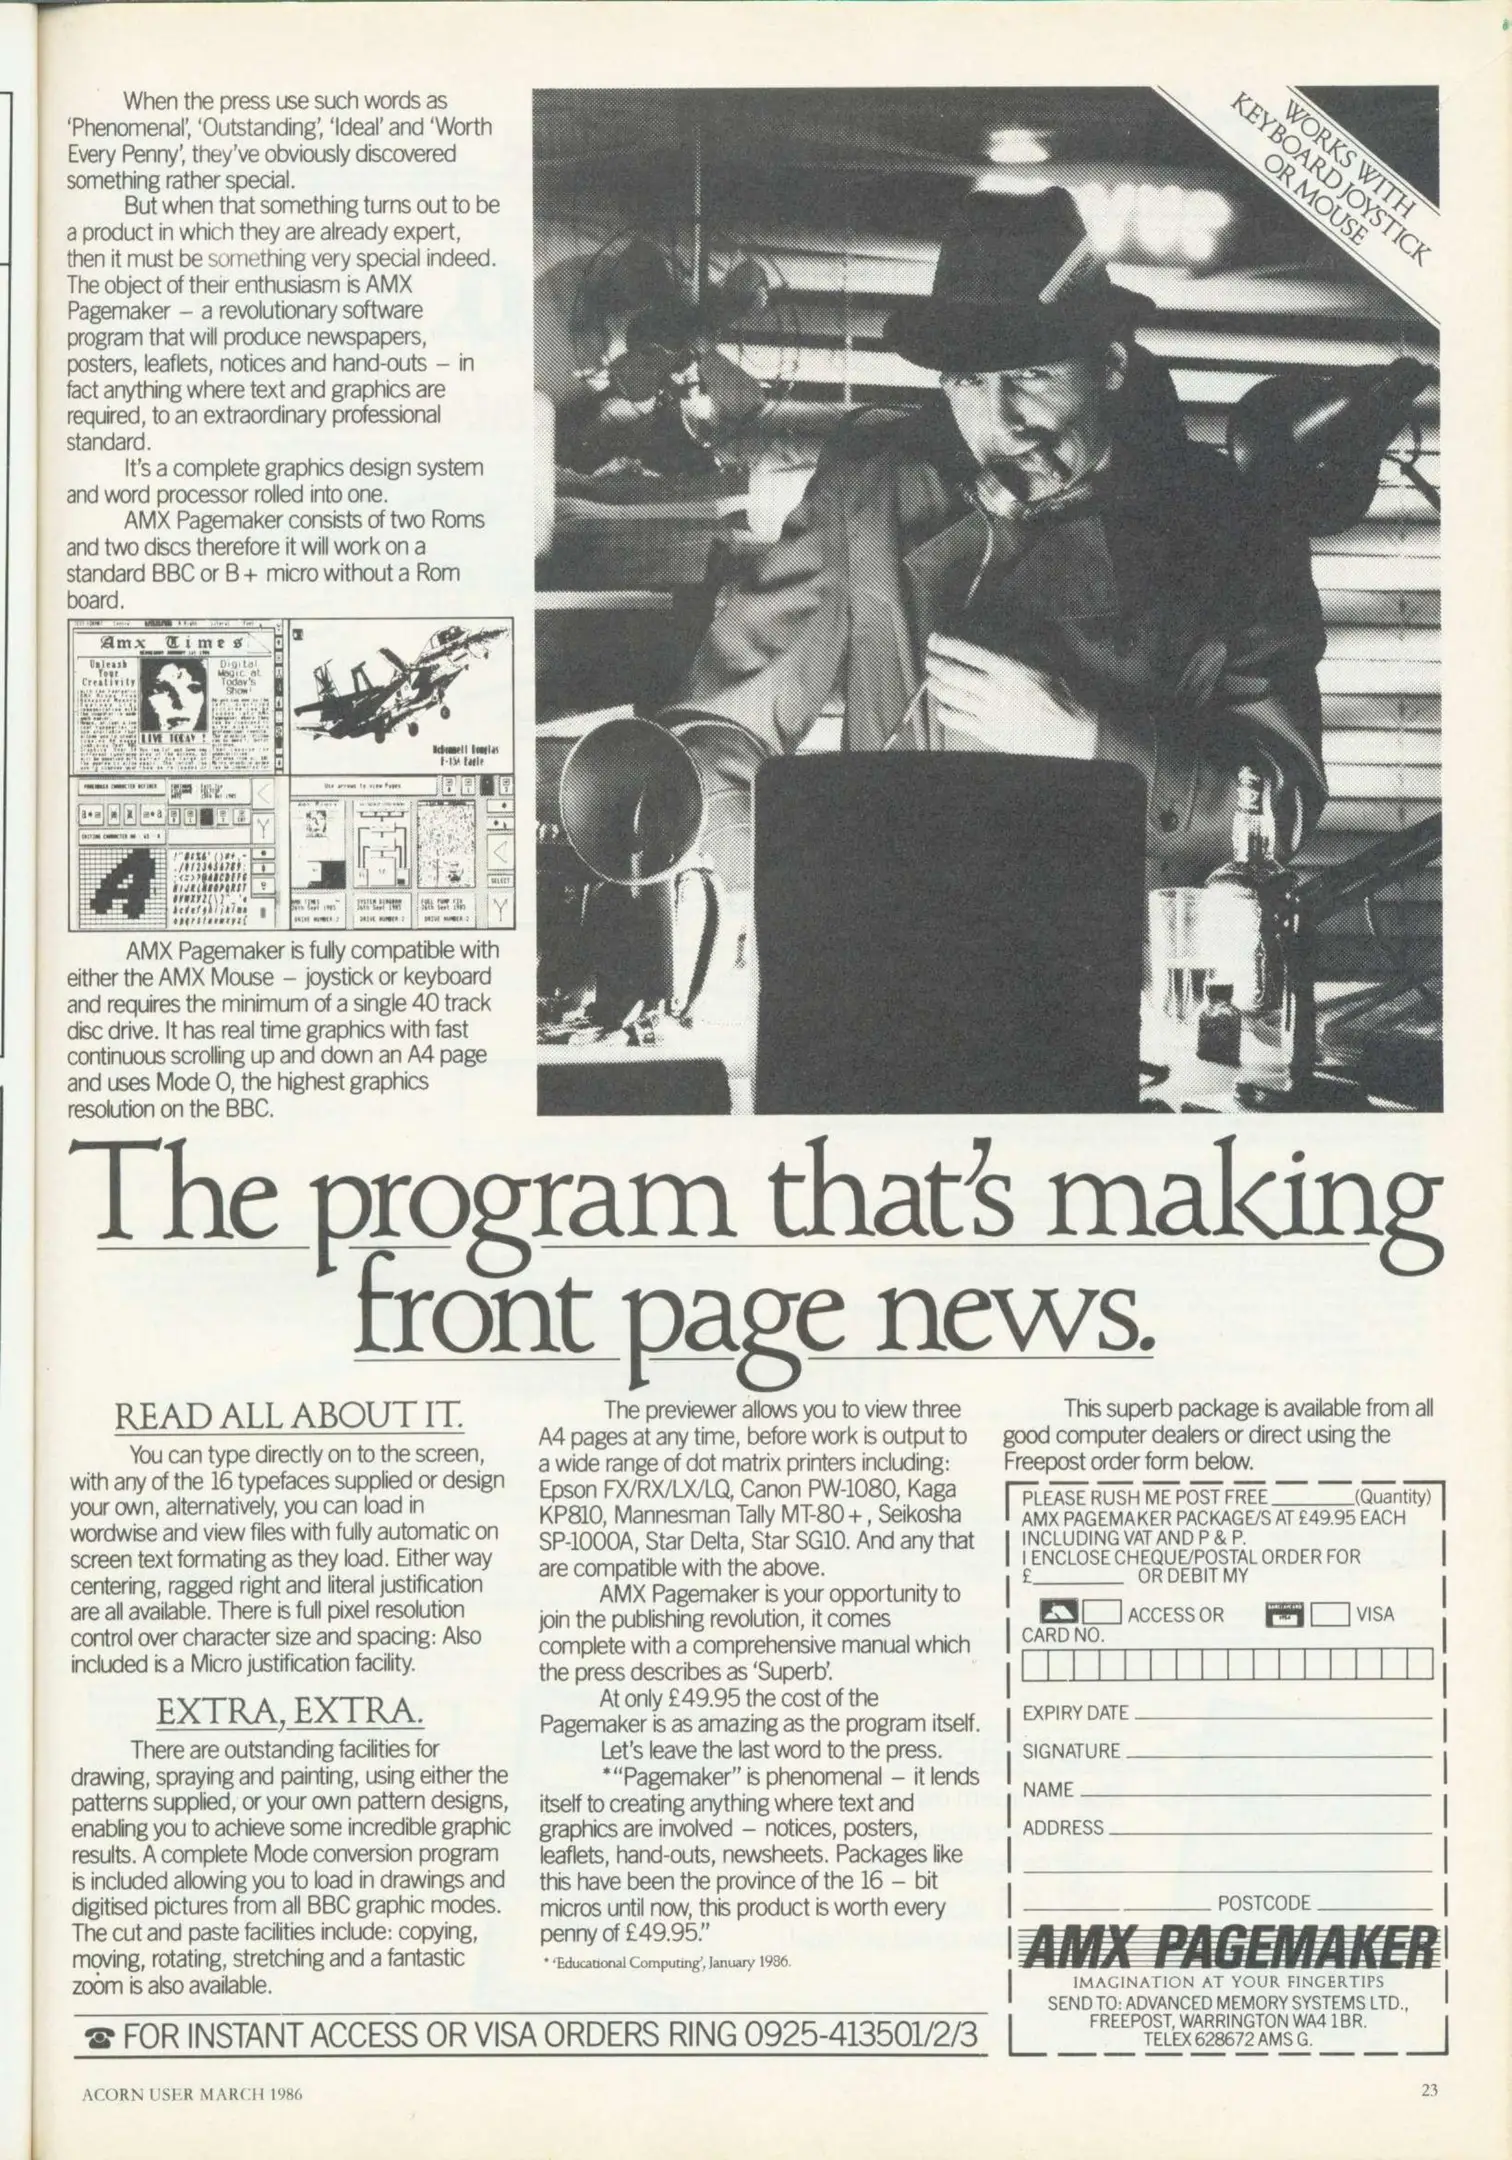 When the press use such words as
'Phenomenal', 'Outstanding', 'Ideal' and 'Worth
Every Penny', they've obviously discovered
something rather special.
But when that something turns out to be
a product in which they are already expert,
then it must be something very special indeed.
The object of their enthusiasm is AMX
Pagemaker – a revolutionary software
program that will produce newspapers,
posters, leaflets, notices and hand-outs – in
fact anything where text and graphics are
required, to an extraordinary professional
standard.
It's a complete graphics design system
and word processor rolled into one.
AMX Pagemaker consists of two Roms
and two discs therefore it will work on a
standard BBC or B+ micro without a Rom
board.
Amx Times
Unleash
Your
Creativity
Digital
Magic at
Today's
Show
LIVE TODAY !
McDonnell Douglas
F-15A Eagle
Use arrows to view Pages
SELECT
AMX Pagemaker is fully compatible with
either the AMX Mouse – joystick or keyboard
and requires the minimum of a single 40 track
disc drive. It has real time graphics with fast
continuous scrolling up and down an A4 page
and uses Mode O, the highest graphics
resolution on the BBC.
WORKS WITH
KEYBOARD JOYSTICK
OR MOUSE
The program that's making
front page news.
READ ALL ABOUT IT.
You can type directly on to the screen,
with any of the 16 typefaces supplied or design
your own, alternatively, you can load in
wordwise and view files with fully automatic on
screen text formating as they load. Either way
centering, ragged right and literal justification
are all available. There is full pixel resolution
control over character size and spacing: Also
included is a Micro justification facility.
EXTRA, EXTRA.
There are outstanding facilities for
drawing, spraying and painting, using either the
patterns supplied, or your own pattern designs,
enabling you to achieve some incredible graphic
results. A complete Mode conversion program
is included allowing you to load in drawings and
digitised pictures from all BBC graphic modes.
The cut and paste facilities include: copying,
moving, rotating, stretching and a fantastic
zoom is also available.
The previewer allows you to view three
A4 pages at any time, before work is output to
a wide range of dot matrix printers including:
Epson FX/RX/LX/LQ, Canon PW-1080, Kaga
KP810, Mannesman Tally MT-80+, Seikosha
SP-1000A, Star Delta, Star SG10. And any that
are compatible with the above.
AMX Pagemaker is your opportunity to
join the publishing revolution, it comes
complete with a comprehensive manual which
the press describes as 'Superb'.
At only £49.95 the cost of the
Pagemaker is as amazing as the program itself.
Let's leave the last word to the press.
*"Pagemaker" is phenomenal – it lends
itself to creating anything where text and
graphics are involved – notices, posters,
leaflets, hand-outs, newsheets. Packages like
this have been the province of the 16 – bit
micros until now, this product is worth every
penny of £49.95."
* 'Educational Computing', January 1986.
This superb package is available from all
good computer dealers or direct using the
Freepost order form below.
PLEASE RUSH ME POST FREE ________(Quantity)
AMX PAGEMAKER PACKAGE/S AT £49.95 EACH
INCLUDING VAT AND P & P.
I ENCLOSE CHEQUE/POSTAL ORDER FOR
£________ OR DEBIT MY
ACCESS OR VISA
CARD NO.
EXPIRY DATE
SIGNATURE
NAME
ADDRESS
POSTCODE
AMX PAGEMAKER
IMAGINATION AT YOUR FINGERTIPS
SEND TO: ADVANCED MEMORY SYSTEMS LTD.,
FREEPOST, WARRINGTON WA4 1BR.
TELEX 628672 AMS G.
☎ FOR INSTANT ACCESS OR VISA ORDERS RING 0925-413501/2/3
ACORN USER MARCH 1986
23